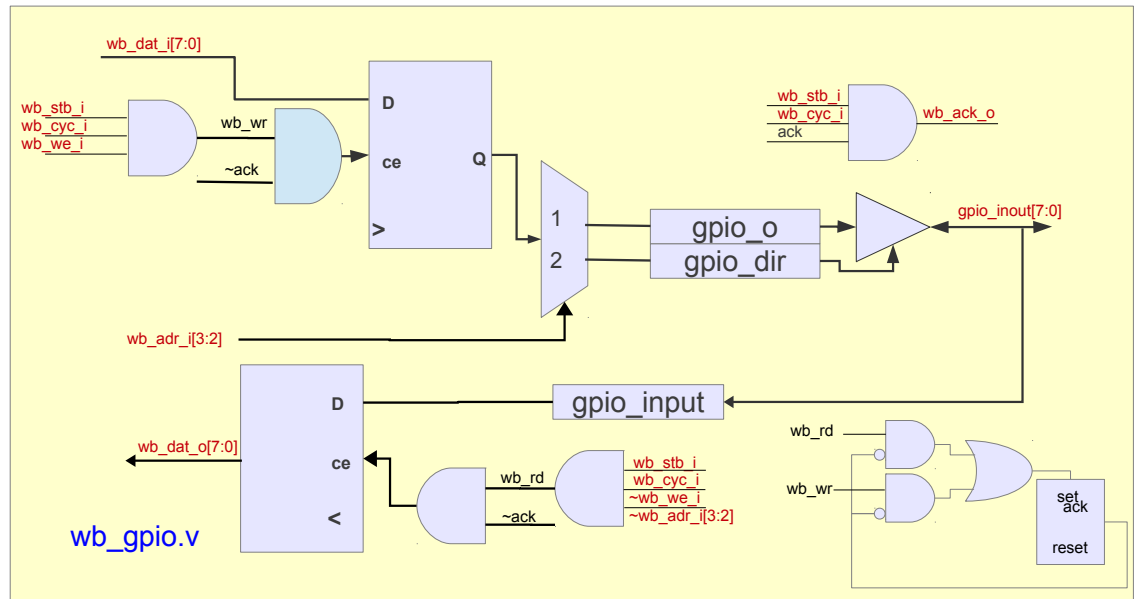 wb_dat_i[7:0]
wb_stb_i
wb_cyc_i
wb_we_i
wb_wr
~ack
D
ce
Q
>
wb_stb_i
wb_cyc_i
ack
wb_ack_o
1
2
gpio_o
gpio_dir
gpio_inout[7:0]
wb_adr_i[3:2]
D
ce
<
gpio_input
wb_dat_o[7:0]
wb_rd
~ack
wb_stb_i
wb_cyc_i
~wb_we_i
~wb_adr_i[3:2]
wb_rd
wb_wr
set
ack
reset
wb_gpio.v